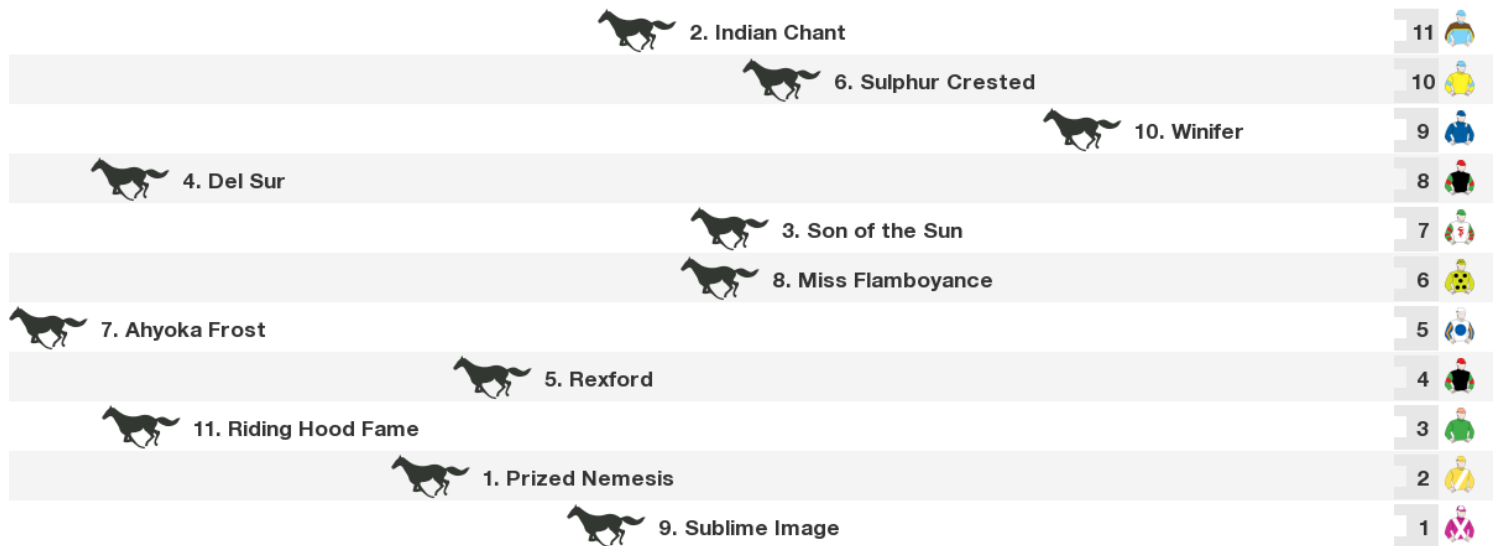 2. Indian Chant 11
6. Sulphur Crested 10
10. Winifer 9
4. Del Sur 8
3. Son of the Sun 7
8. Miss Flamboyance 6
7. Ahyoka Frost 5
5. Rexford 4
11. Riding Hood Fame 3
1. Prized Nemesis 2
9. Sublime Image 1